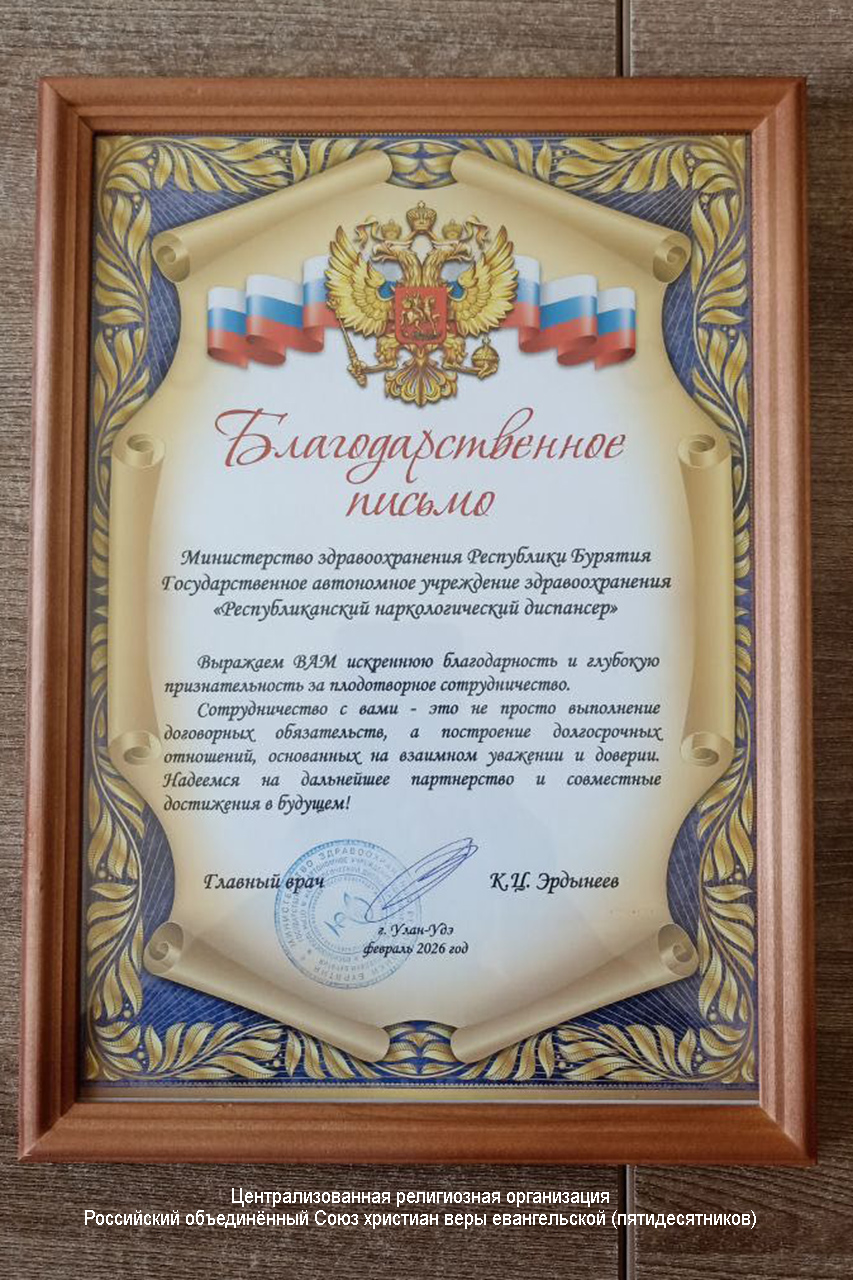 Благодарственное
письмо
Министерство здравоохранения Республики Бурятия
Государственное автономное учреждение здравоохранения
«Республиканский наркологический диспансер»
Выражаем ВАМ искреннюю благодарность и глубокую
признательность за плодотворное сотрудничество.
Сотрудничество с вами - это не просто выполнение
договорных обязательств, а построение долгосрочных
отношений, основанных на взаимном уважении и доверии.
Надеемся на дальнейшее партнерство и совместные
достижения в будущем!
Главный врач К.Ц. Эрдынеев
г. Улан-Удэ
февраль 2026 год
Централизованная религиозная организация
Российский объединённый Союз христиан веры евангельской (пятидесятников)